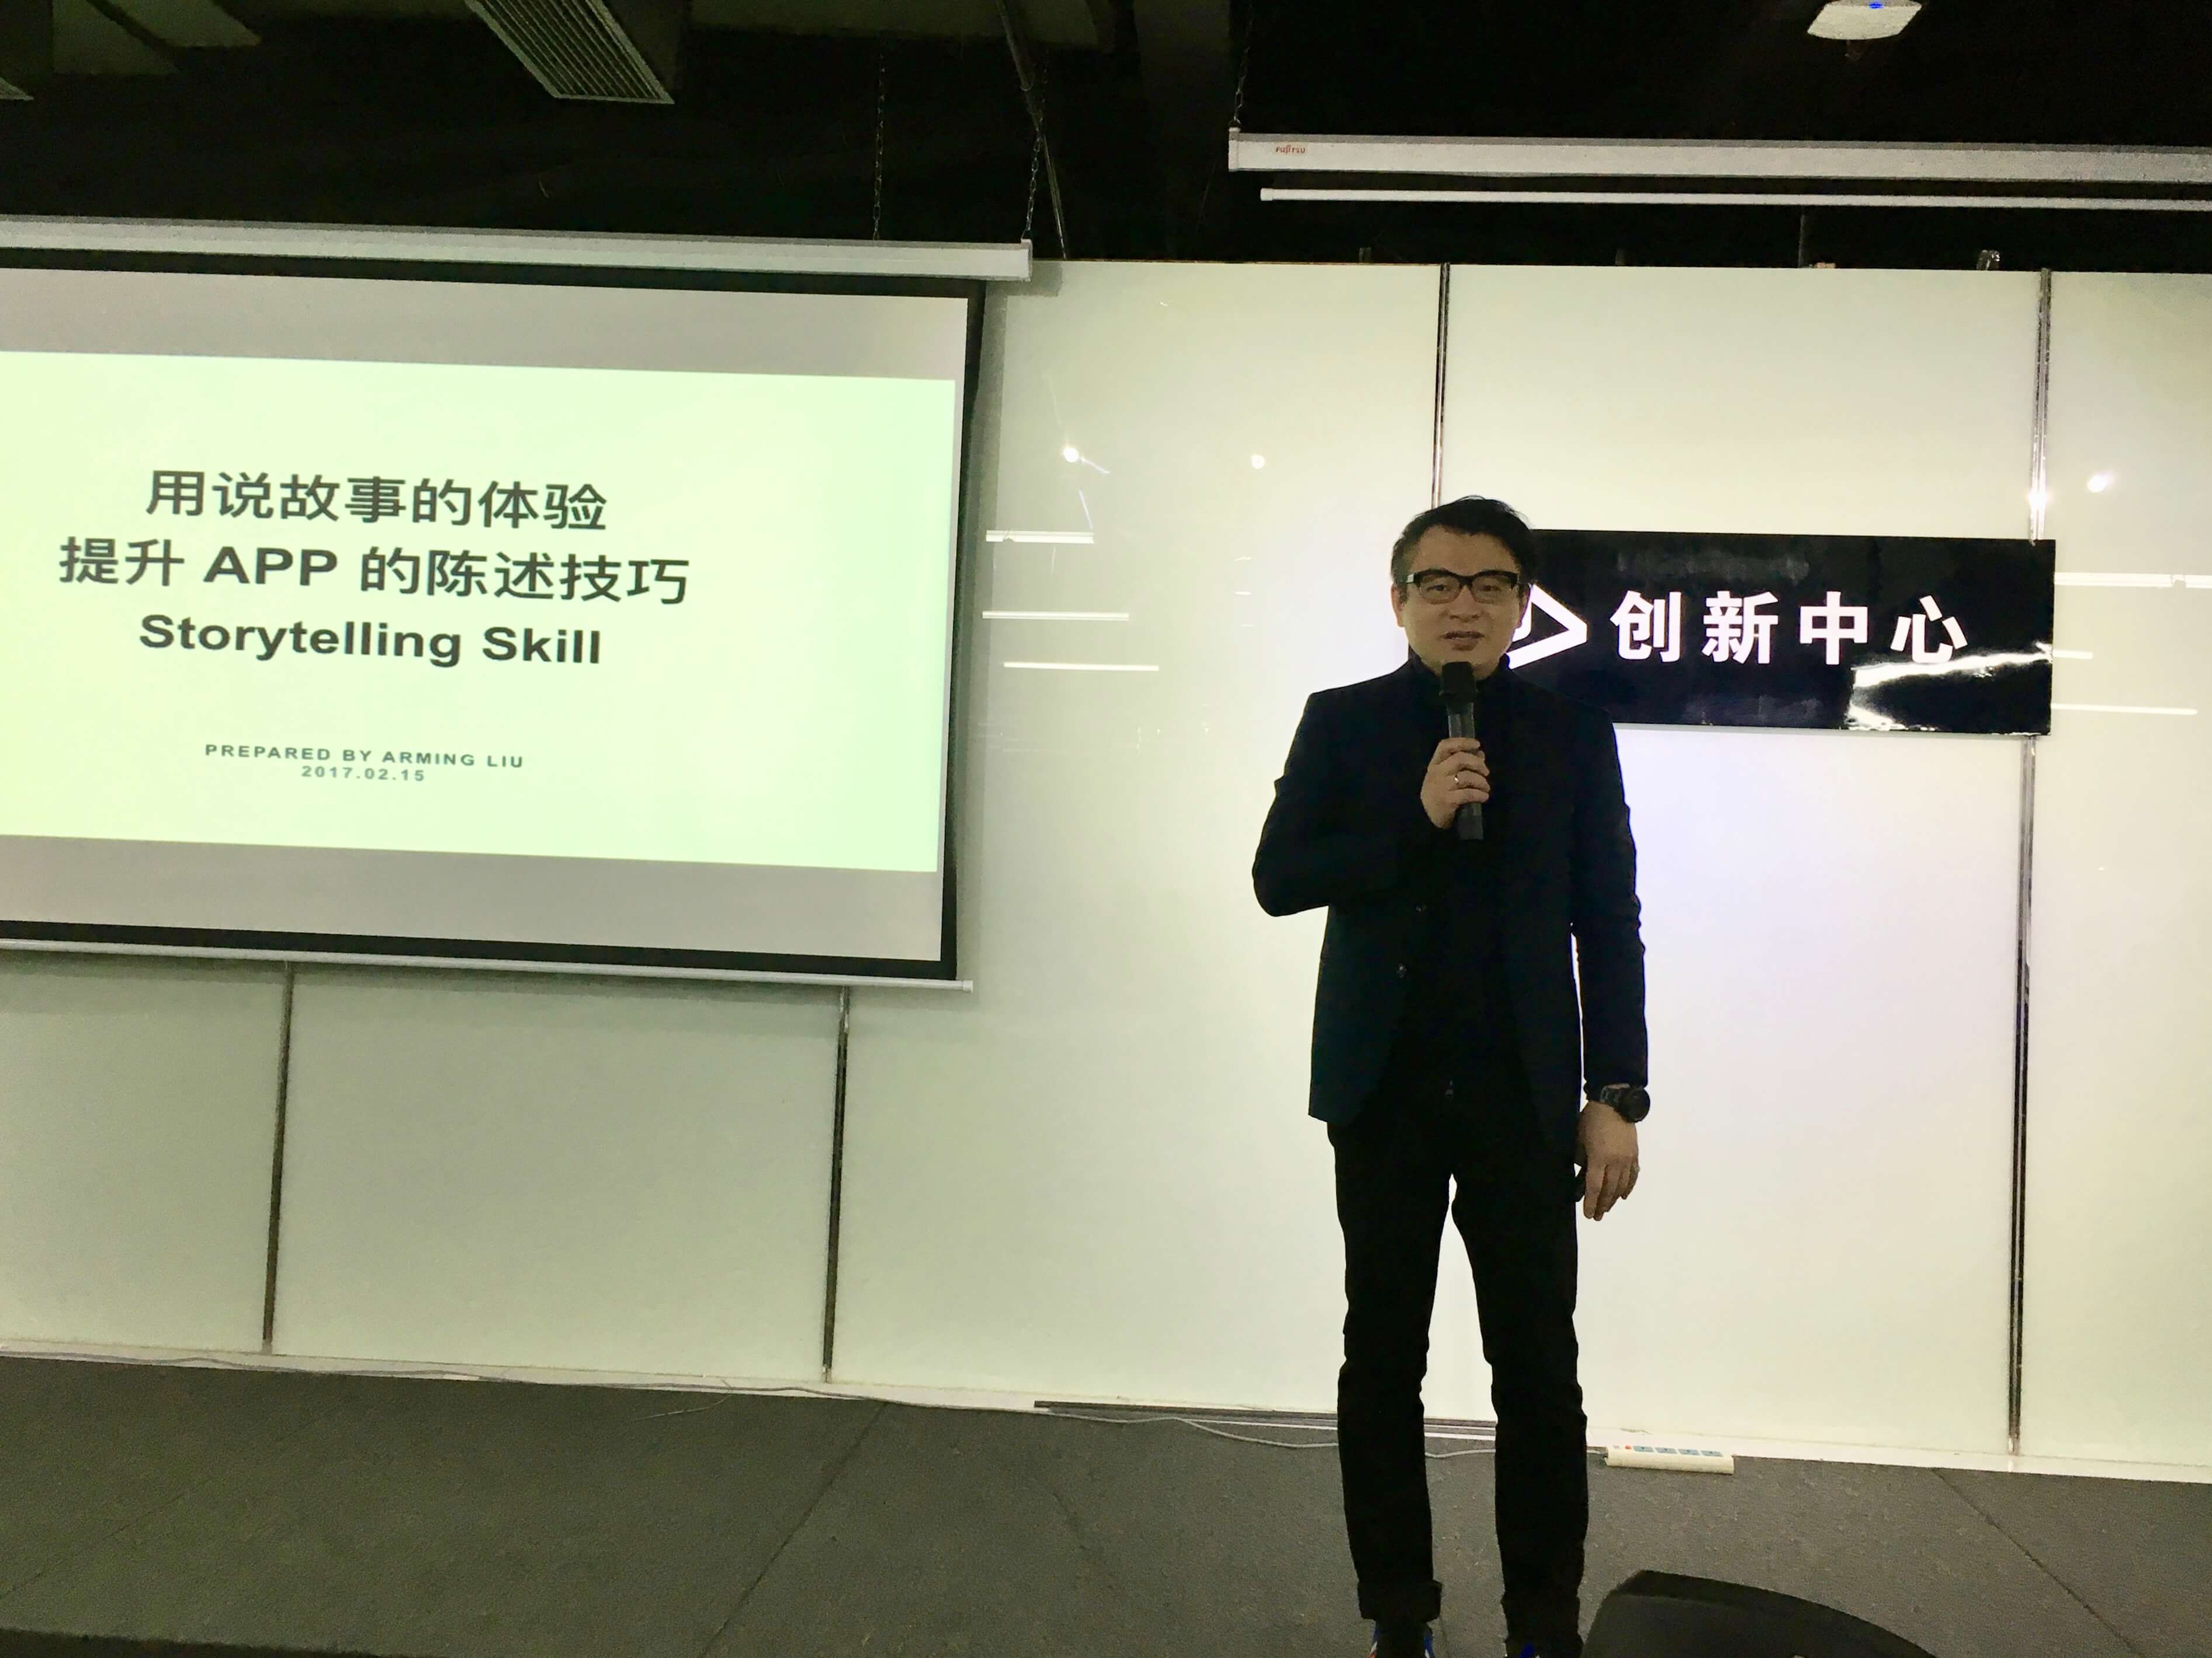 FUJITSU
用说故事的体验
提升 APP 的陈述技巧
Storytelling Skill
PREPARED BY ARMING LIU
2017.02.15
创新中心